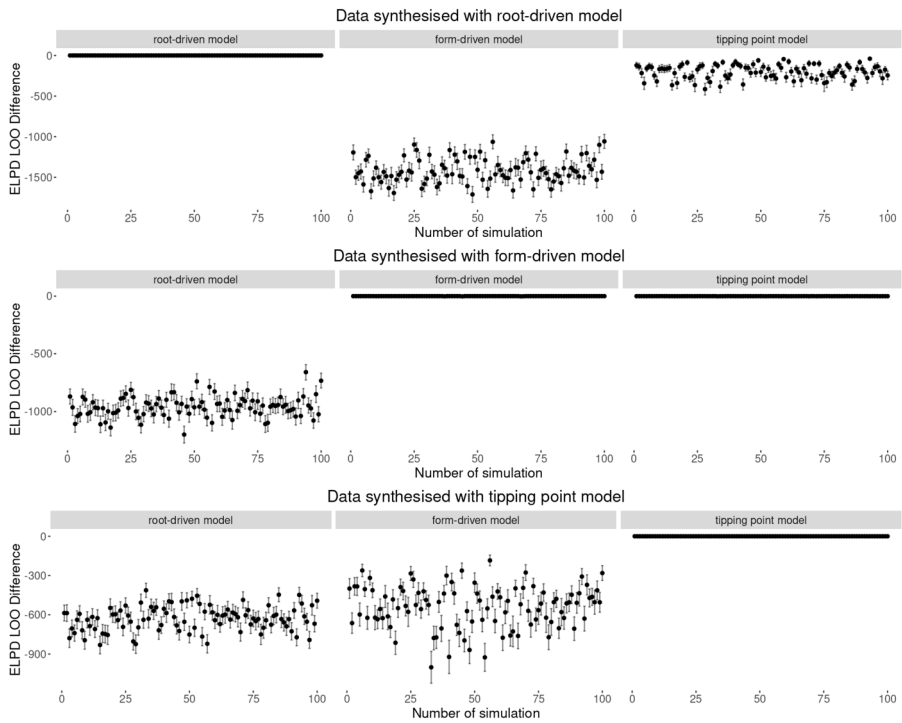 Data synthesised with root-driven model
root-driven model form-driven model tipping point model
ELPD LOO Difference
0
-500
-1000
-1500
0 25 50 75 100 0 25 50 75 100 0 25 50 75 100
Number of simulation
Data synthesised with form-driven model
root-driven model form-driven model tipping point model
ELPD LOO Difference
0
-500
-1000
0 25 50 75 100 0 25 50 75 100 0 25 50 75 100
Number of simulation
Data synthesised with tipping point model
root-driven model form-driven model tipping point model
ELPD LOO Difference
0
-300
-600
-900
0 25 50 75 100 0 25 50 75 100 0 25 50 75 100
Number of simulation